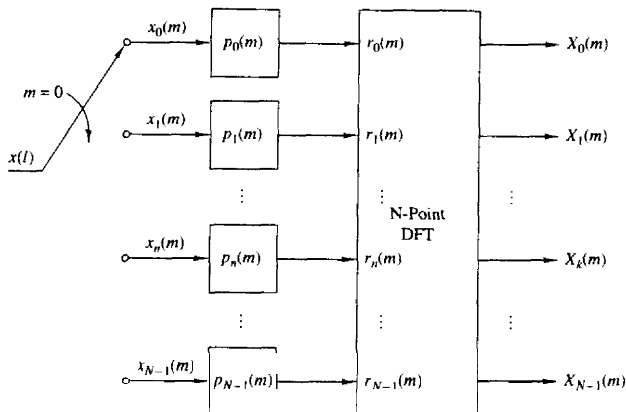 x_0(m) p_0(m) r_0(m) X_0(m)
m = 0
x_1(m) p_1(m) r_1(m) X_1(m)
x(l)
⋮ ⋮ ⋮
N-Point
DFT
x_n(m) p_n(m) r_n(m) X_k(m)
⋮ ⋮ ⋮
x_{N−1}(m) p_{N−1}(m) r_{N−1}(m) X_{N−1}(m)